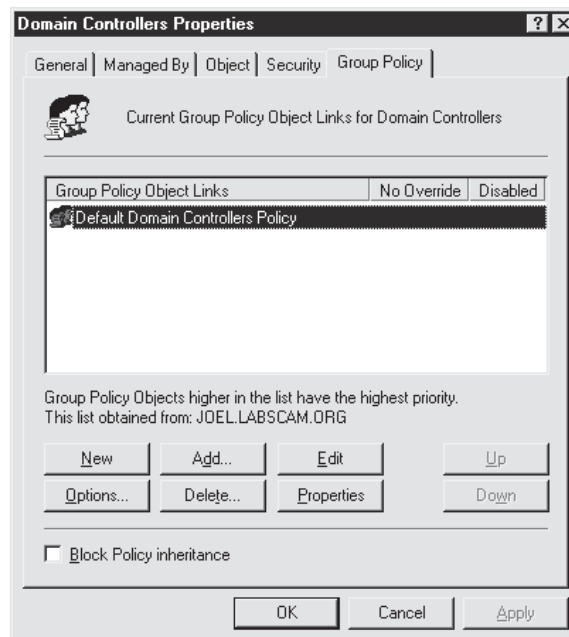 Domain Controllers Properties
General Managed By Object Security Group Policy
Current Group Policy Object Links for Domain Controllers
Group Policy Object Links No Override Disabled
Default Domain Controllers Policy
Group Policy Objects higher in the list have the highest priority.
This list obtained from: JOEL.LABSCAM.ORG
New Add... Edit Up
Options... Delete... Properties Down
Block Policy inheritance
OK Cancel Apply